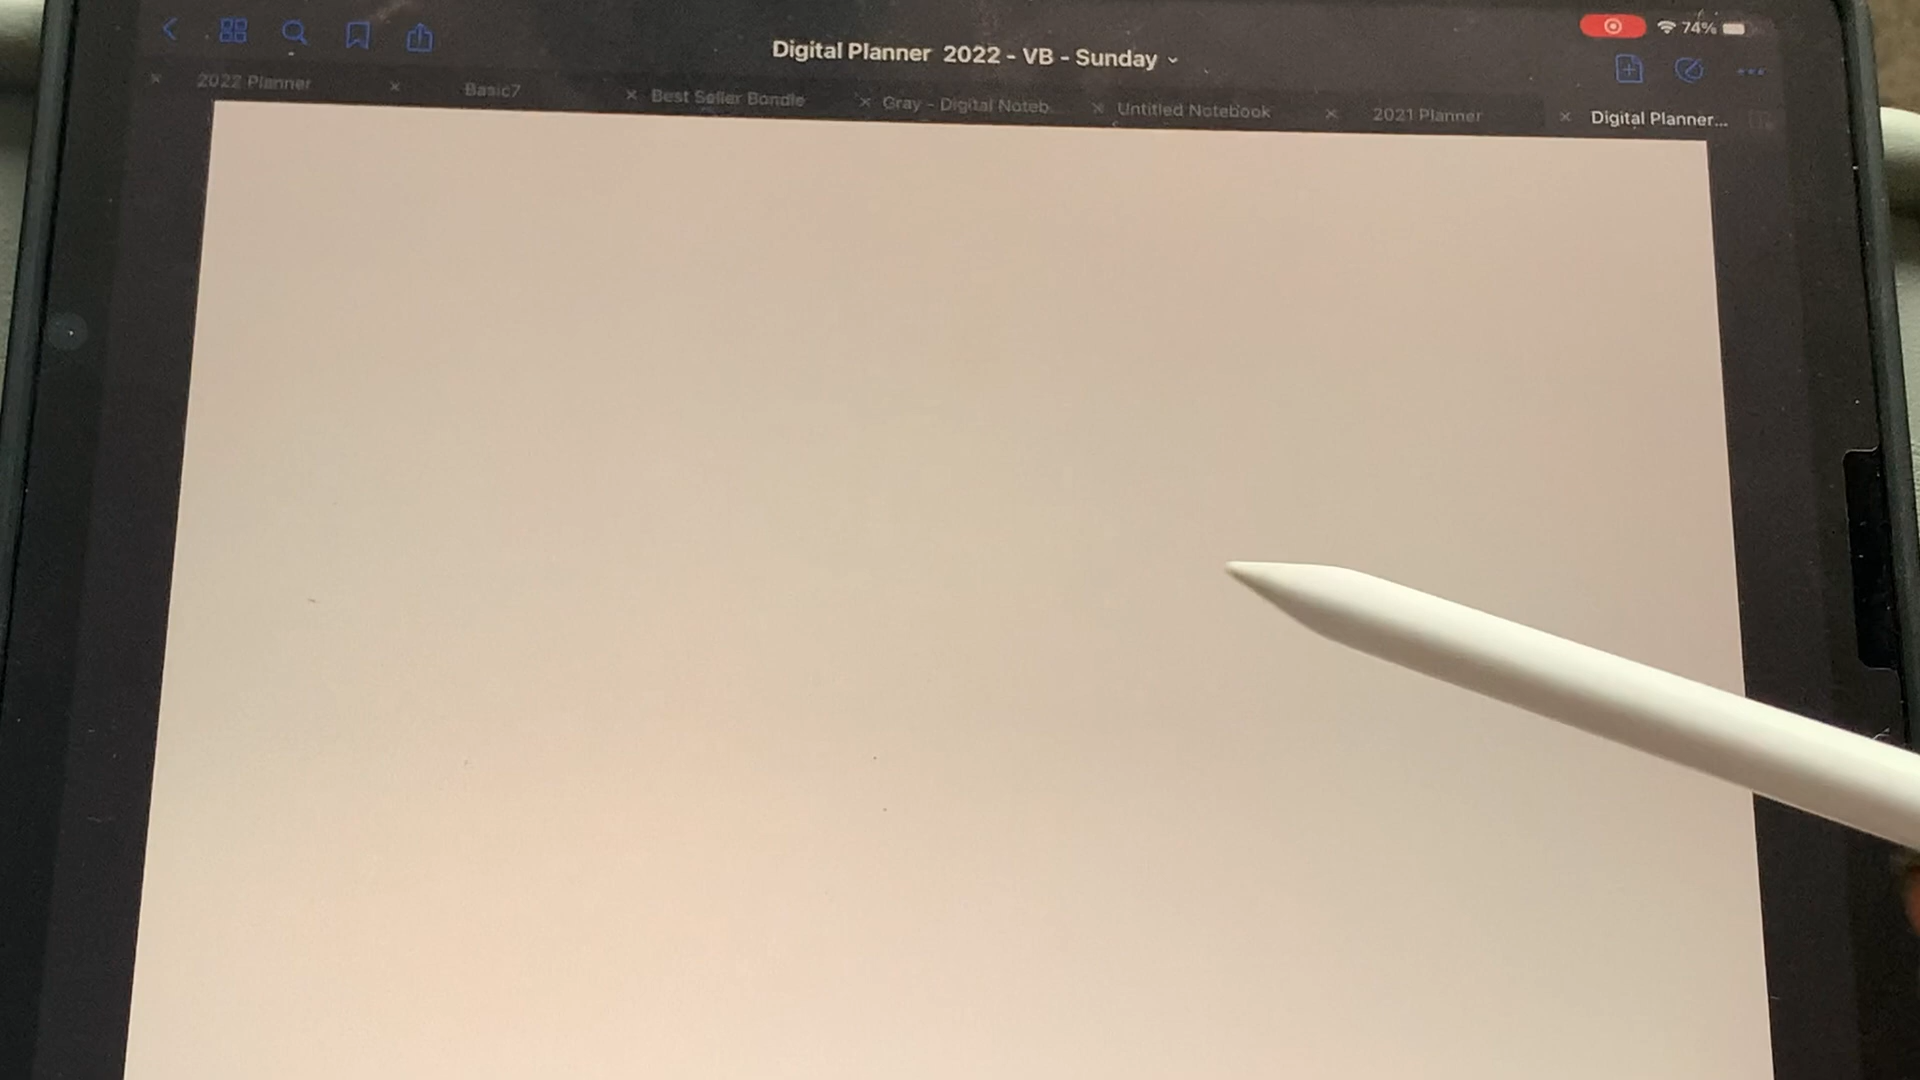 74%
Digital Planner 2022 - VB - Sunday
2022 Planner
Basic7
Best Seller Bundle
Gray - Digital Noteb...
Untitled Notebook
2021 Planner
Digital Planner...